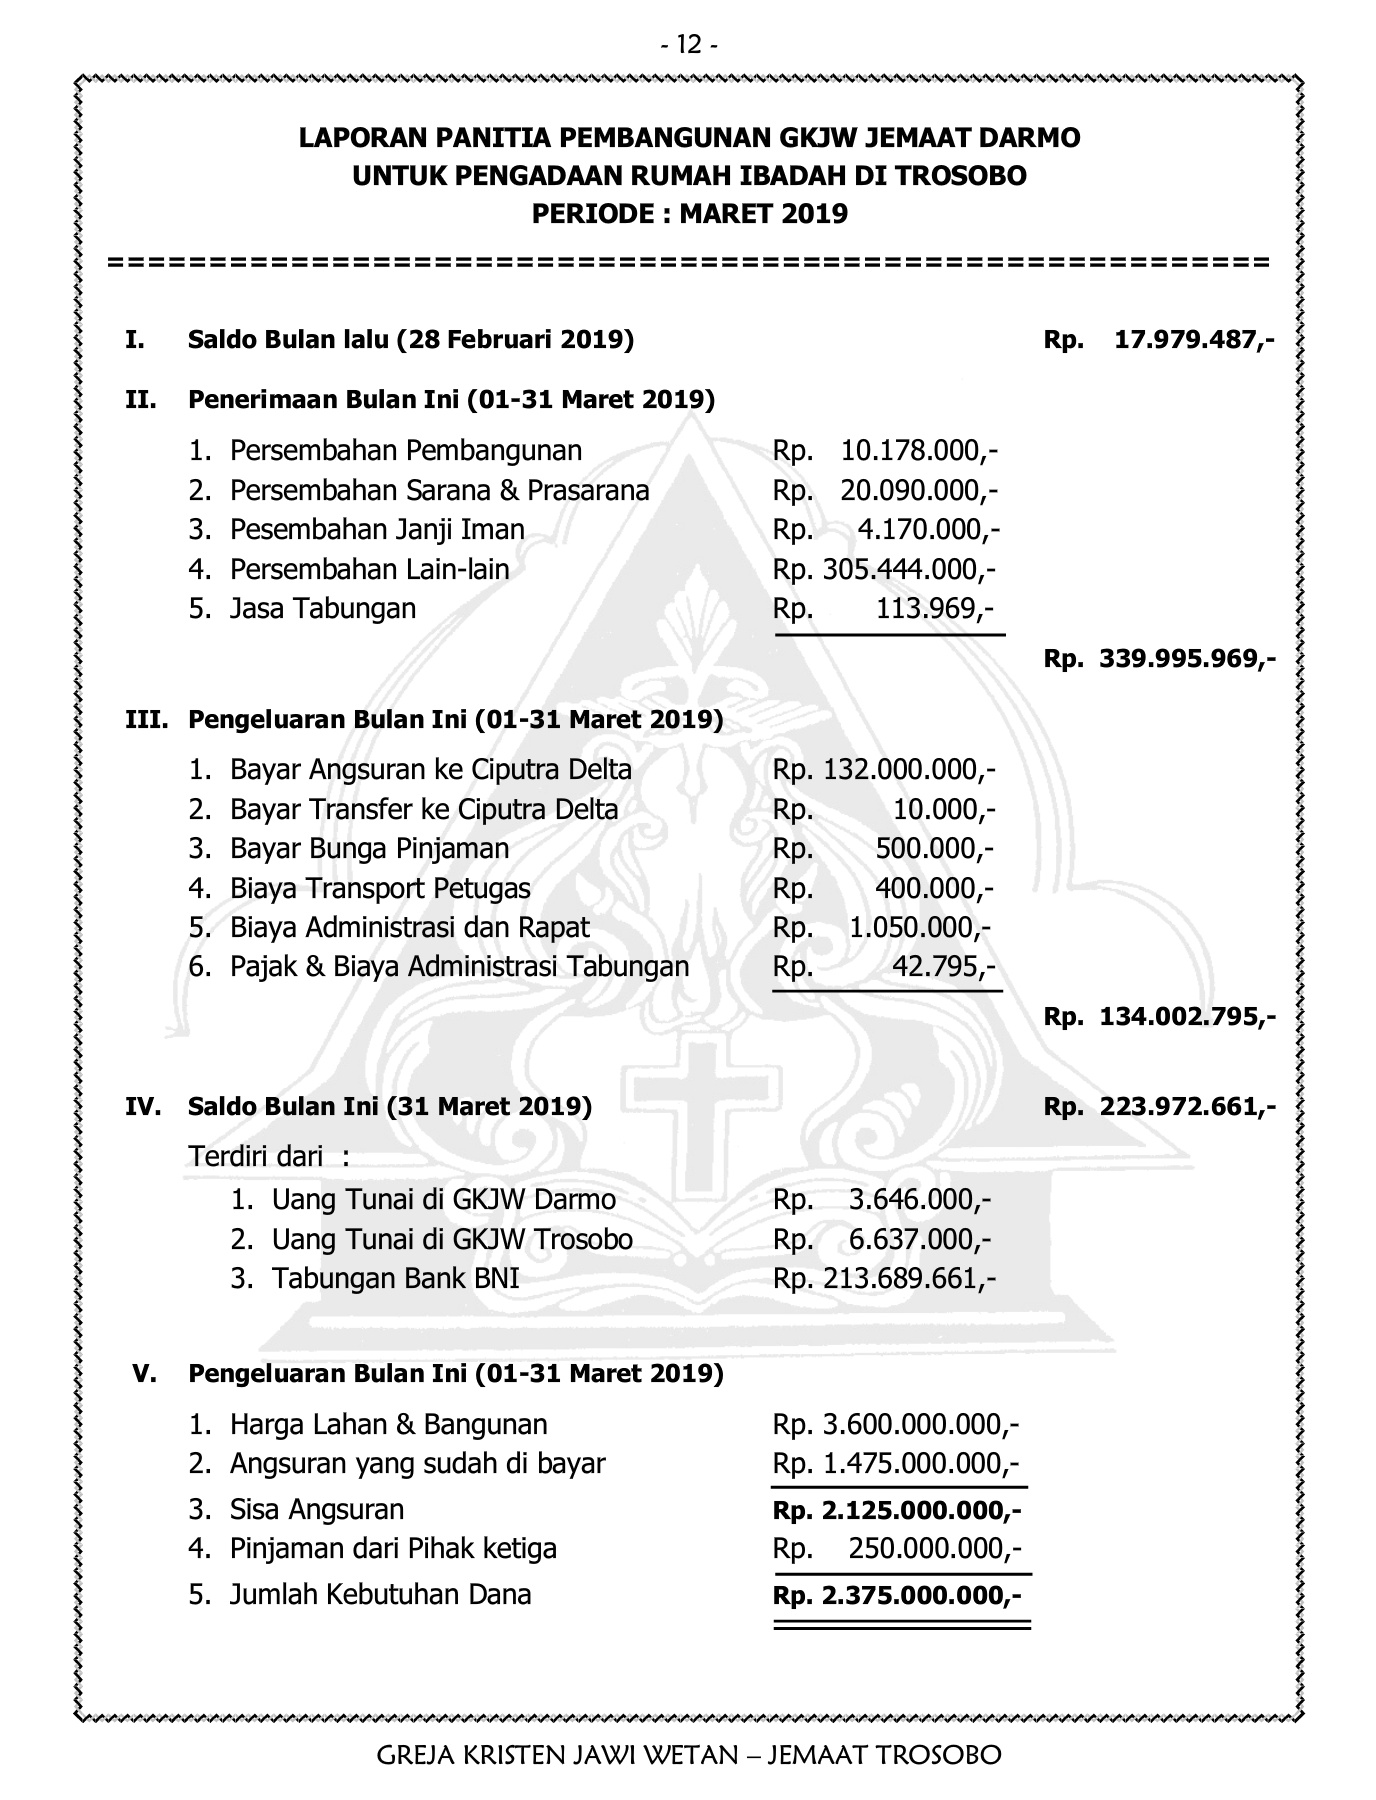 - 12 -
LAPORAN PANITIA PEMBANGUNAN GKJW JEMAAT DARMO
UNTUK PENGADAAN RUMAH IBADAH DI TROSOBO
PERIODE : MARET 2019
=========================================================
I. Saldo Bulan lalu (28 Februari 2019) Rp. 17.979.487,-
II. Penerimaan Bulan Ini (01-31 Maret 2019)
1. Persembahan Pembangunan Rp. 10.178.000,-
2. Persembahan Sarana & Prasarana Rp. 20.090.000,-
3. Pesembahan Janji Iman Rp. 4.170.000,-
4. Persembahan Lain-lain Rp. 305.444.000,-
5. Jasa Tabungan Rp. 113.969,-
Rp. 339.995.969,-
III. Pengeluaran Bulan Ini (01-31 Maret 2019)
1. Bayar Angsuran ke Ciputra Delta Rp. 132.000.000,-
2. Bayar Transfer ke Ciputra Delta Rp. 10.000,-
3. Bayar Bunga Pinjaman Rp. 500.000,-
4. Biaya Transport Petugas Rp. 400.000,-
5. Biaya Administrasi dan Rapat Rp. 1.050.000,-
6. Pajak & Biaya Administrasi Tabungan Rp. 42.795,-
Rp. 134.002.795,-
IV. Saldo Bulan Ini (31 Maret 2019) Rp. 223.972.661,-
Terdiri dari :
1. Uang Tunai di GKJW Darmo Rp. 3.646.000,-
2. Uang Tunai di GKJW Trosobo Rp. 6.637.000,-
3. Tabungan Bank BNI Rp. 213.689.661,-
V. Pengeluaran Bulan Ini (01-31 Maret 2019)
1. Harga Lahan & Bangunan Rp. 3.600.000.000,-
2. Angsuran yang sudah di bayar Rp. 1.475.000.000,-
3. Sisa Angsuran Rp. 2.125.000.000,-
4. Pinjaman dari Pihak ketiga Rp. 250.000.000,-
5. Jumlah Kebutuhan Dana Rp. 2.375.000.000,-
GREJA KRISTEN JAWI WETAN – JEMAAT TROSOBO